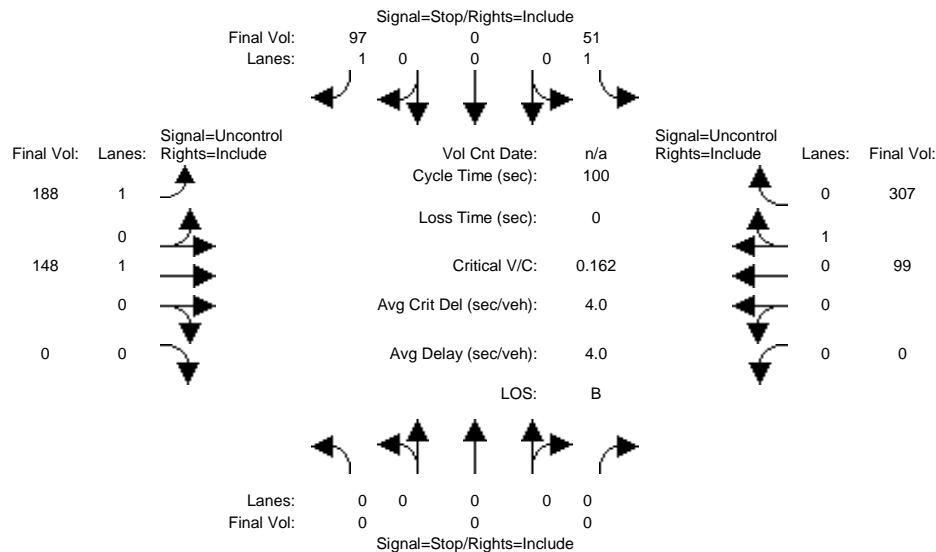 Signal=Stop/Rights=Include
Final Vol: 97 0 51
Lanes: 1 0 0 0 1
Signal=Uncontrol
Final Vol: Lanes: Rights=Include
Vol Cnt Date: n/a
Signal=Uncontrol
Rights=Include Lanes: Final Vol:
Cycle Time (sec): 100
188 1
0 307
Loss Time (sec): 0
0
1
148 1
Critical V/C: 0.162
0 99
0
Avg Crit Del (sec/veh): 4.0
0
0 0
Avg Delay (sec/veh): 4.0
0 0
LOS: B
Lanes: 0 0 0 0 0
Final Vol: 0 0 0
Signal=Stop/Rights=Include